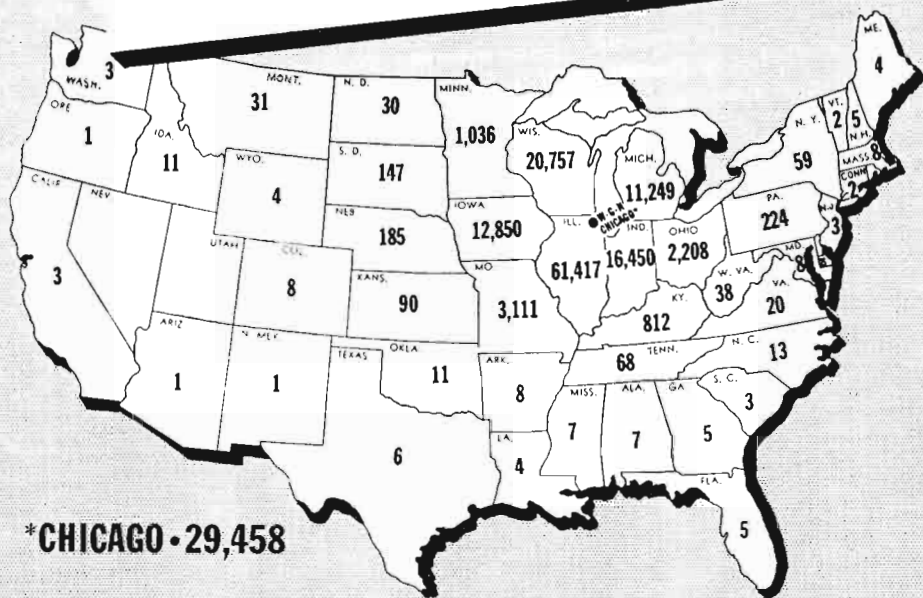 WASH.
3
ORE
1
CALIF
3
NEV
IDA.
11
MONT.
31
WYO.
4
UTAH
COL.
8
ARIZ
1
N. MEX.
1
N. D.
30
S. D.
147
NEB
185
KANS.
90
OKLA.
11
TEXAS
6
MINN.
1,036
IOWA
12,850
MO
3,111
ARK.
8
LA.
4
WIS.
20,757
ILL.
61,417
W-G-N
CHICAGO*
MICH.
11,249
IND.
16,450
OHIO
2,208
KY.
812
TENN.
68
MISS.
7
ALA.
7
GA
5
FLA.
5
S. C.
3
N. C.
13
VA.
20
W. VA.
38
MD.
8
PA.
224
N.J.
3
N. Y.
59
CONN
2
MASS.
8
VT.
2
5
N.H.
ME.
4
*CHICAGO • 29,458